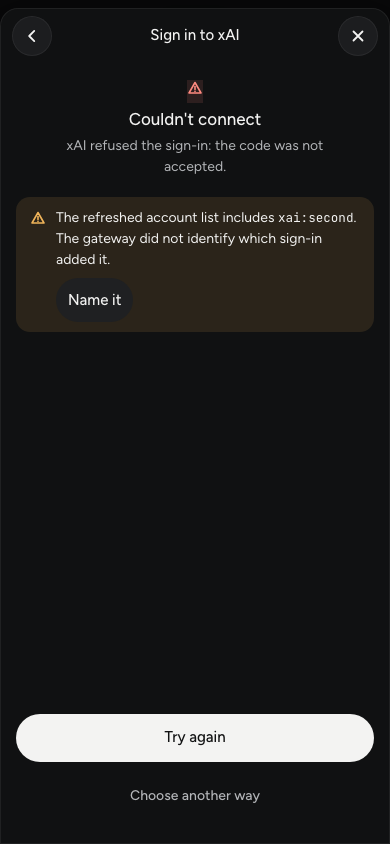 Sign in to xAI
Couldn't connect
xAI refused the sign-in: the code was not
accepted.
The refreshed account list includes xai:second.
The gateway did not identify which sign-in
added it.
Name it
Try again
Choose another way